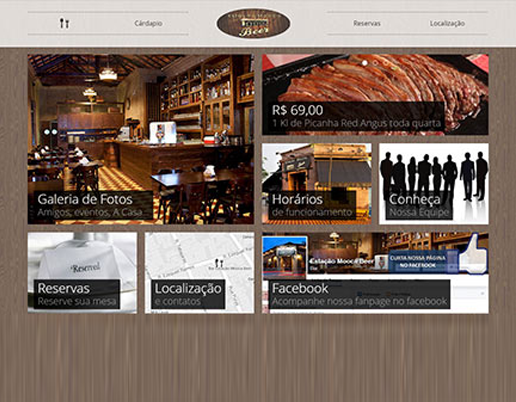 Cárdapio
Beer
Reservas
Localização
R$ 69,00
1 Kl de Picanha Red Angus toda quarta
Galeria de Fotos
Amigos, eventos, A Casa
Horários
de funcionamento
Conheça
Nossa Equipe
Reserved
Reservas
Reserve sua mesa
Localização
e contatos
Estação Mooca Beer
Bar
CURTA NOSSA PÁGINA
NO FACEBOOK
Facebook
Acompanhe nossa fanpage no facebook